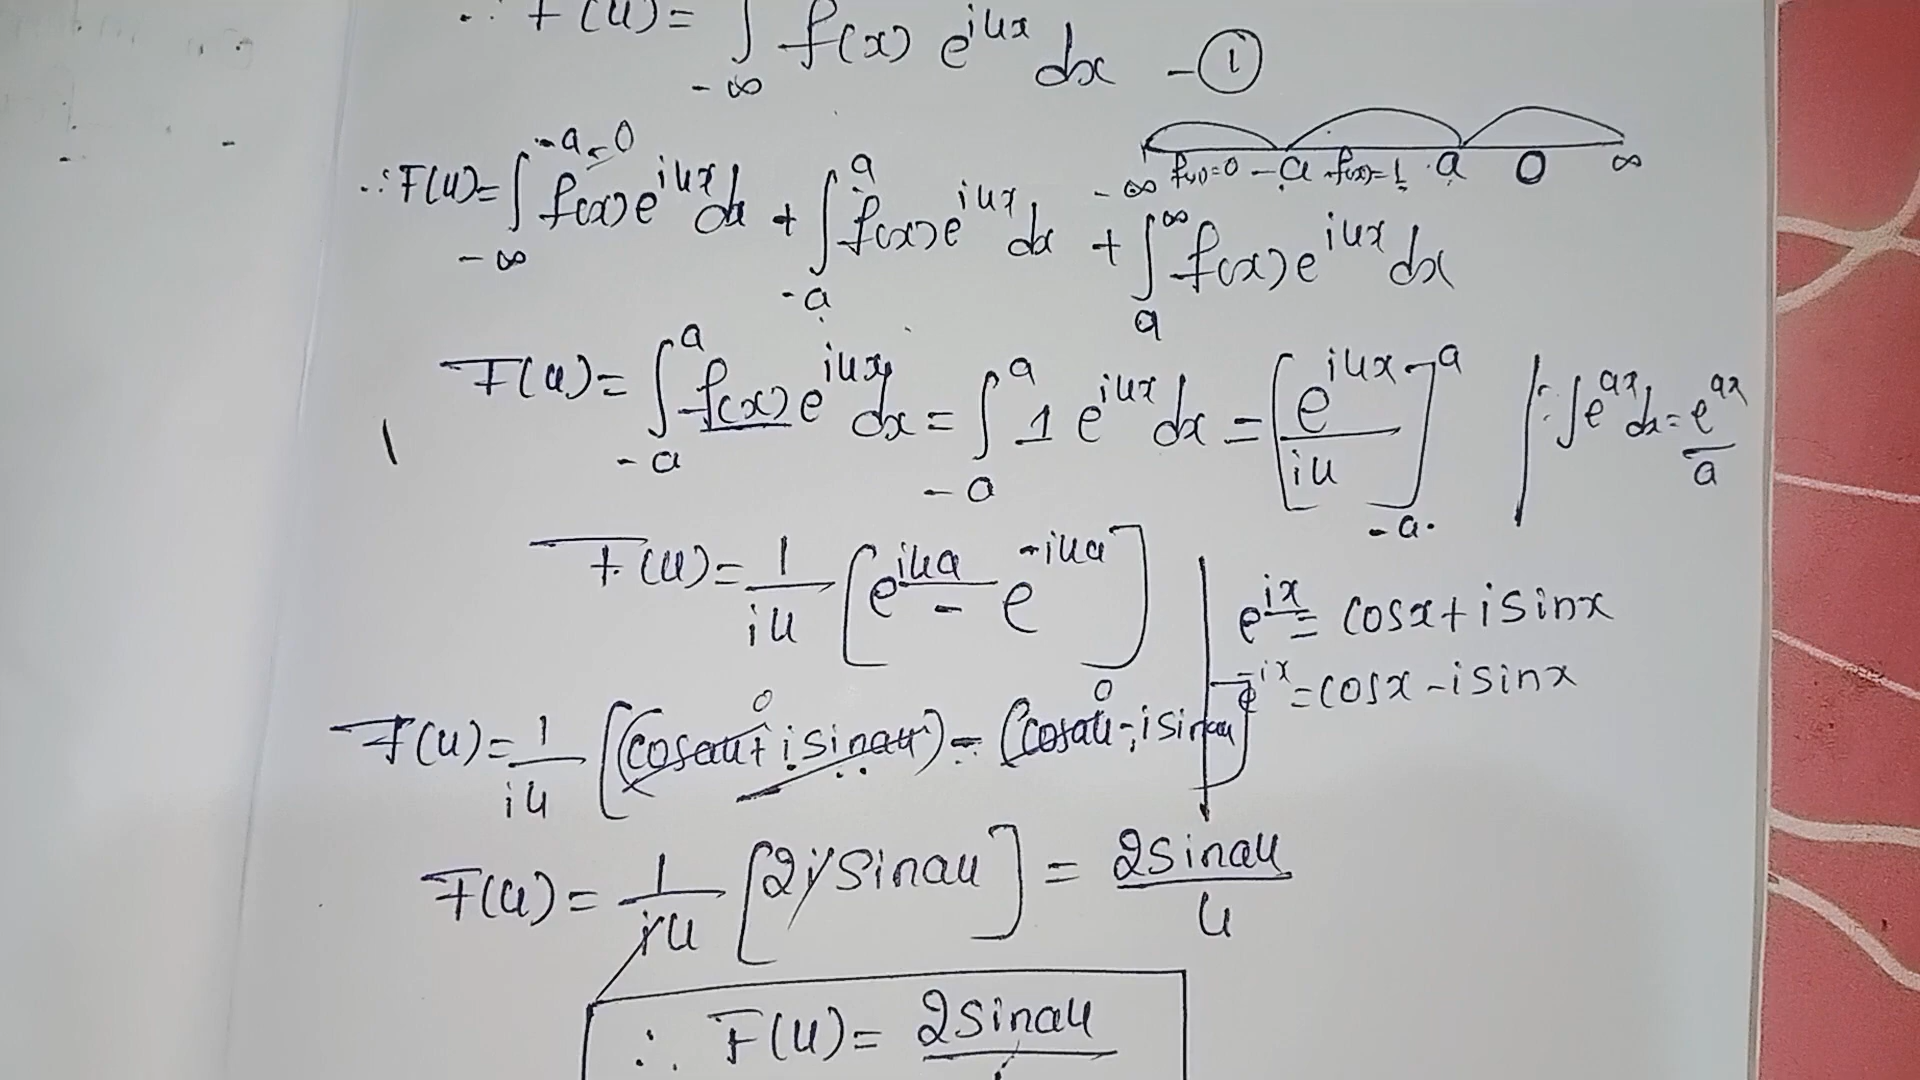 ∴ F(u) = ∫_{-∞} f(x) e^{iux} dx - ①
-∞ f(x)=0 -a f(x)=1 a 0 ∞
∴ F(u) = ∫_{-∞}^{-a} f(x) e^{iux} dx + ∫_{-a}^{a} f(x) e^{iux} dx + ∫_{a}^{∞} f(x) e^{iux} dx
F(u) = ∫_{-a}^{a} f(x) e^{iux} dx = ∫_{-a}^{a} 1 e^{iux} dx = [e^{iux}/iu]_{-a}^{a} | ∵ ∫e^{ax} dx = e^{ax}/a
F(u) = 1/iu [e^{iua} - e^{-iua}]
e^{ix} = cosx + i sinx
e^{-ix} = cosx - i sinx
F(u) = 1/iu [(cosau + i sinau) - (cosau - i sinau)]
F(u) = 1/iu [2i sinau] = 2sinau/u
∴ F(u) = 2sinau